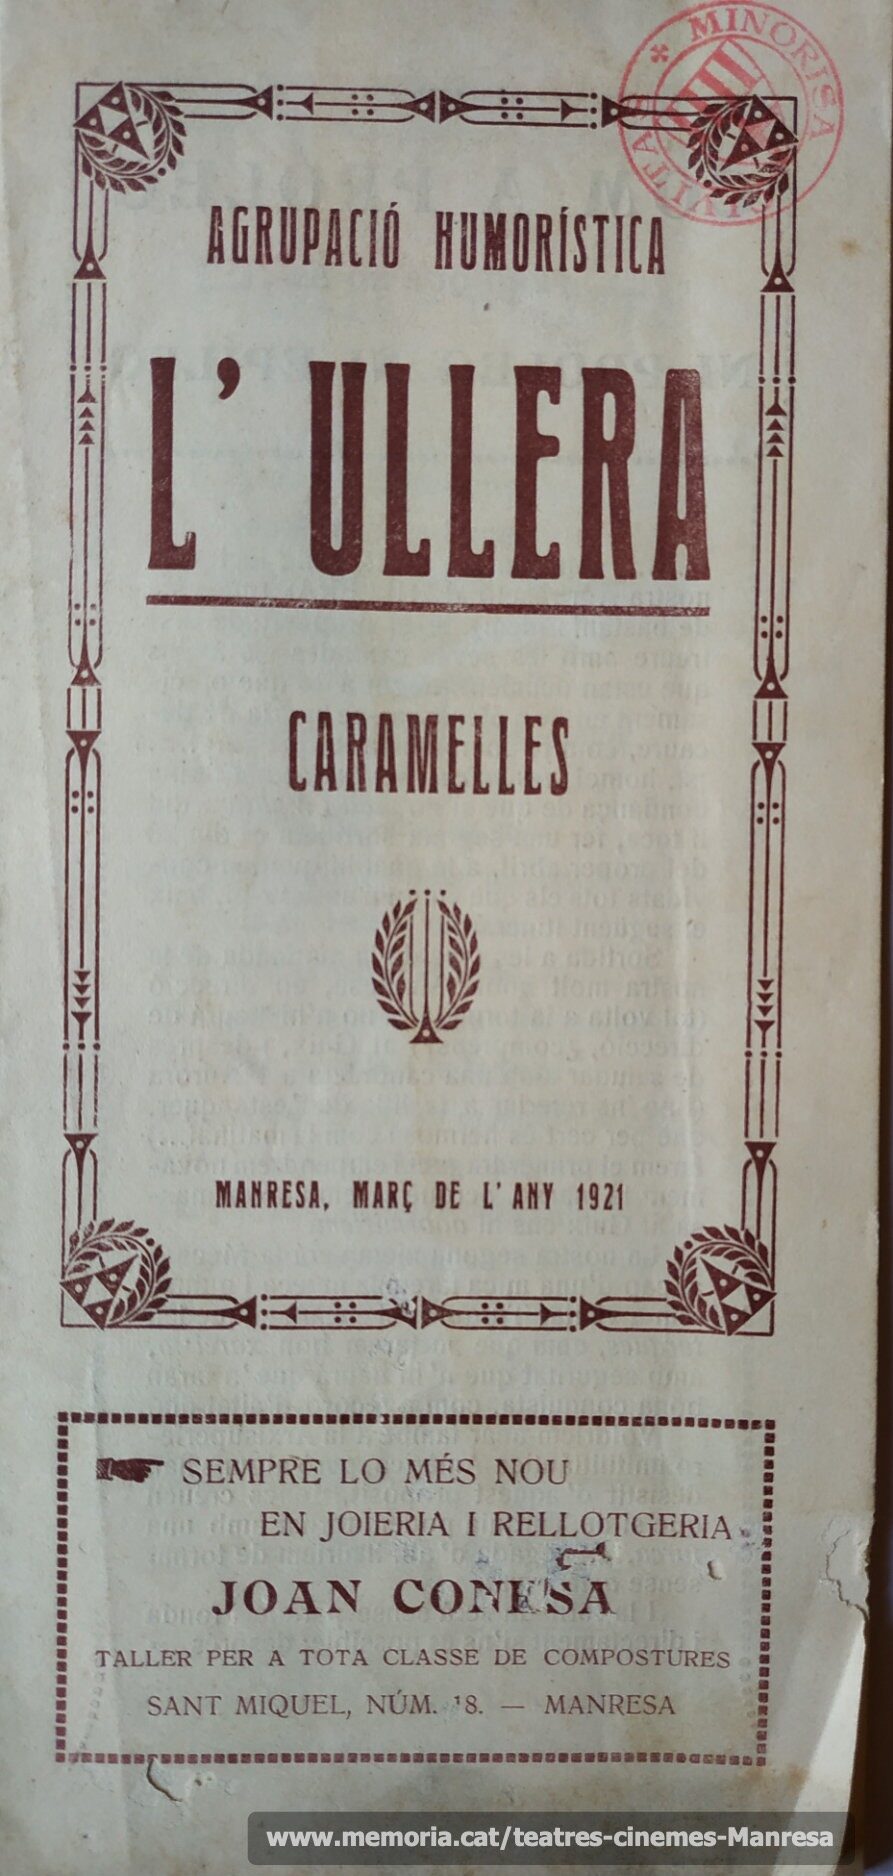 * MINORISA
CIVITAS
AGRUPACIÓ HUMORÍSTICA
L' ULLERA
CARAMELLES
MANRESA, MARÇ DE L' ANY 1921
SEMPRE LO MÉS NOU
EN JOIERIA I RELLOTGERIA
JOAN CONESA
TALLER PER A TOTA CLASSE DE COMPOSTURES
SANT MIQUEL, NÚM. 18. — MANRESA
www.memoria.cat/teatres-cinemes-Manresa